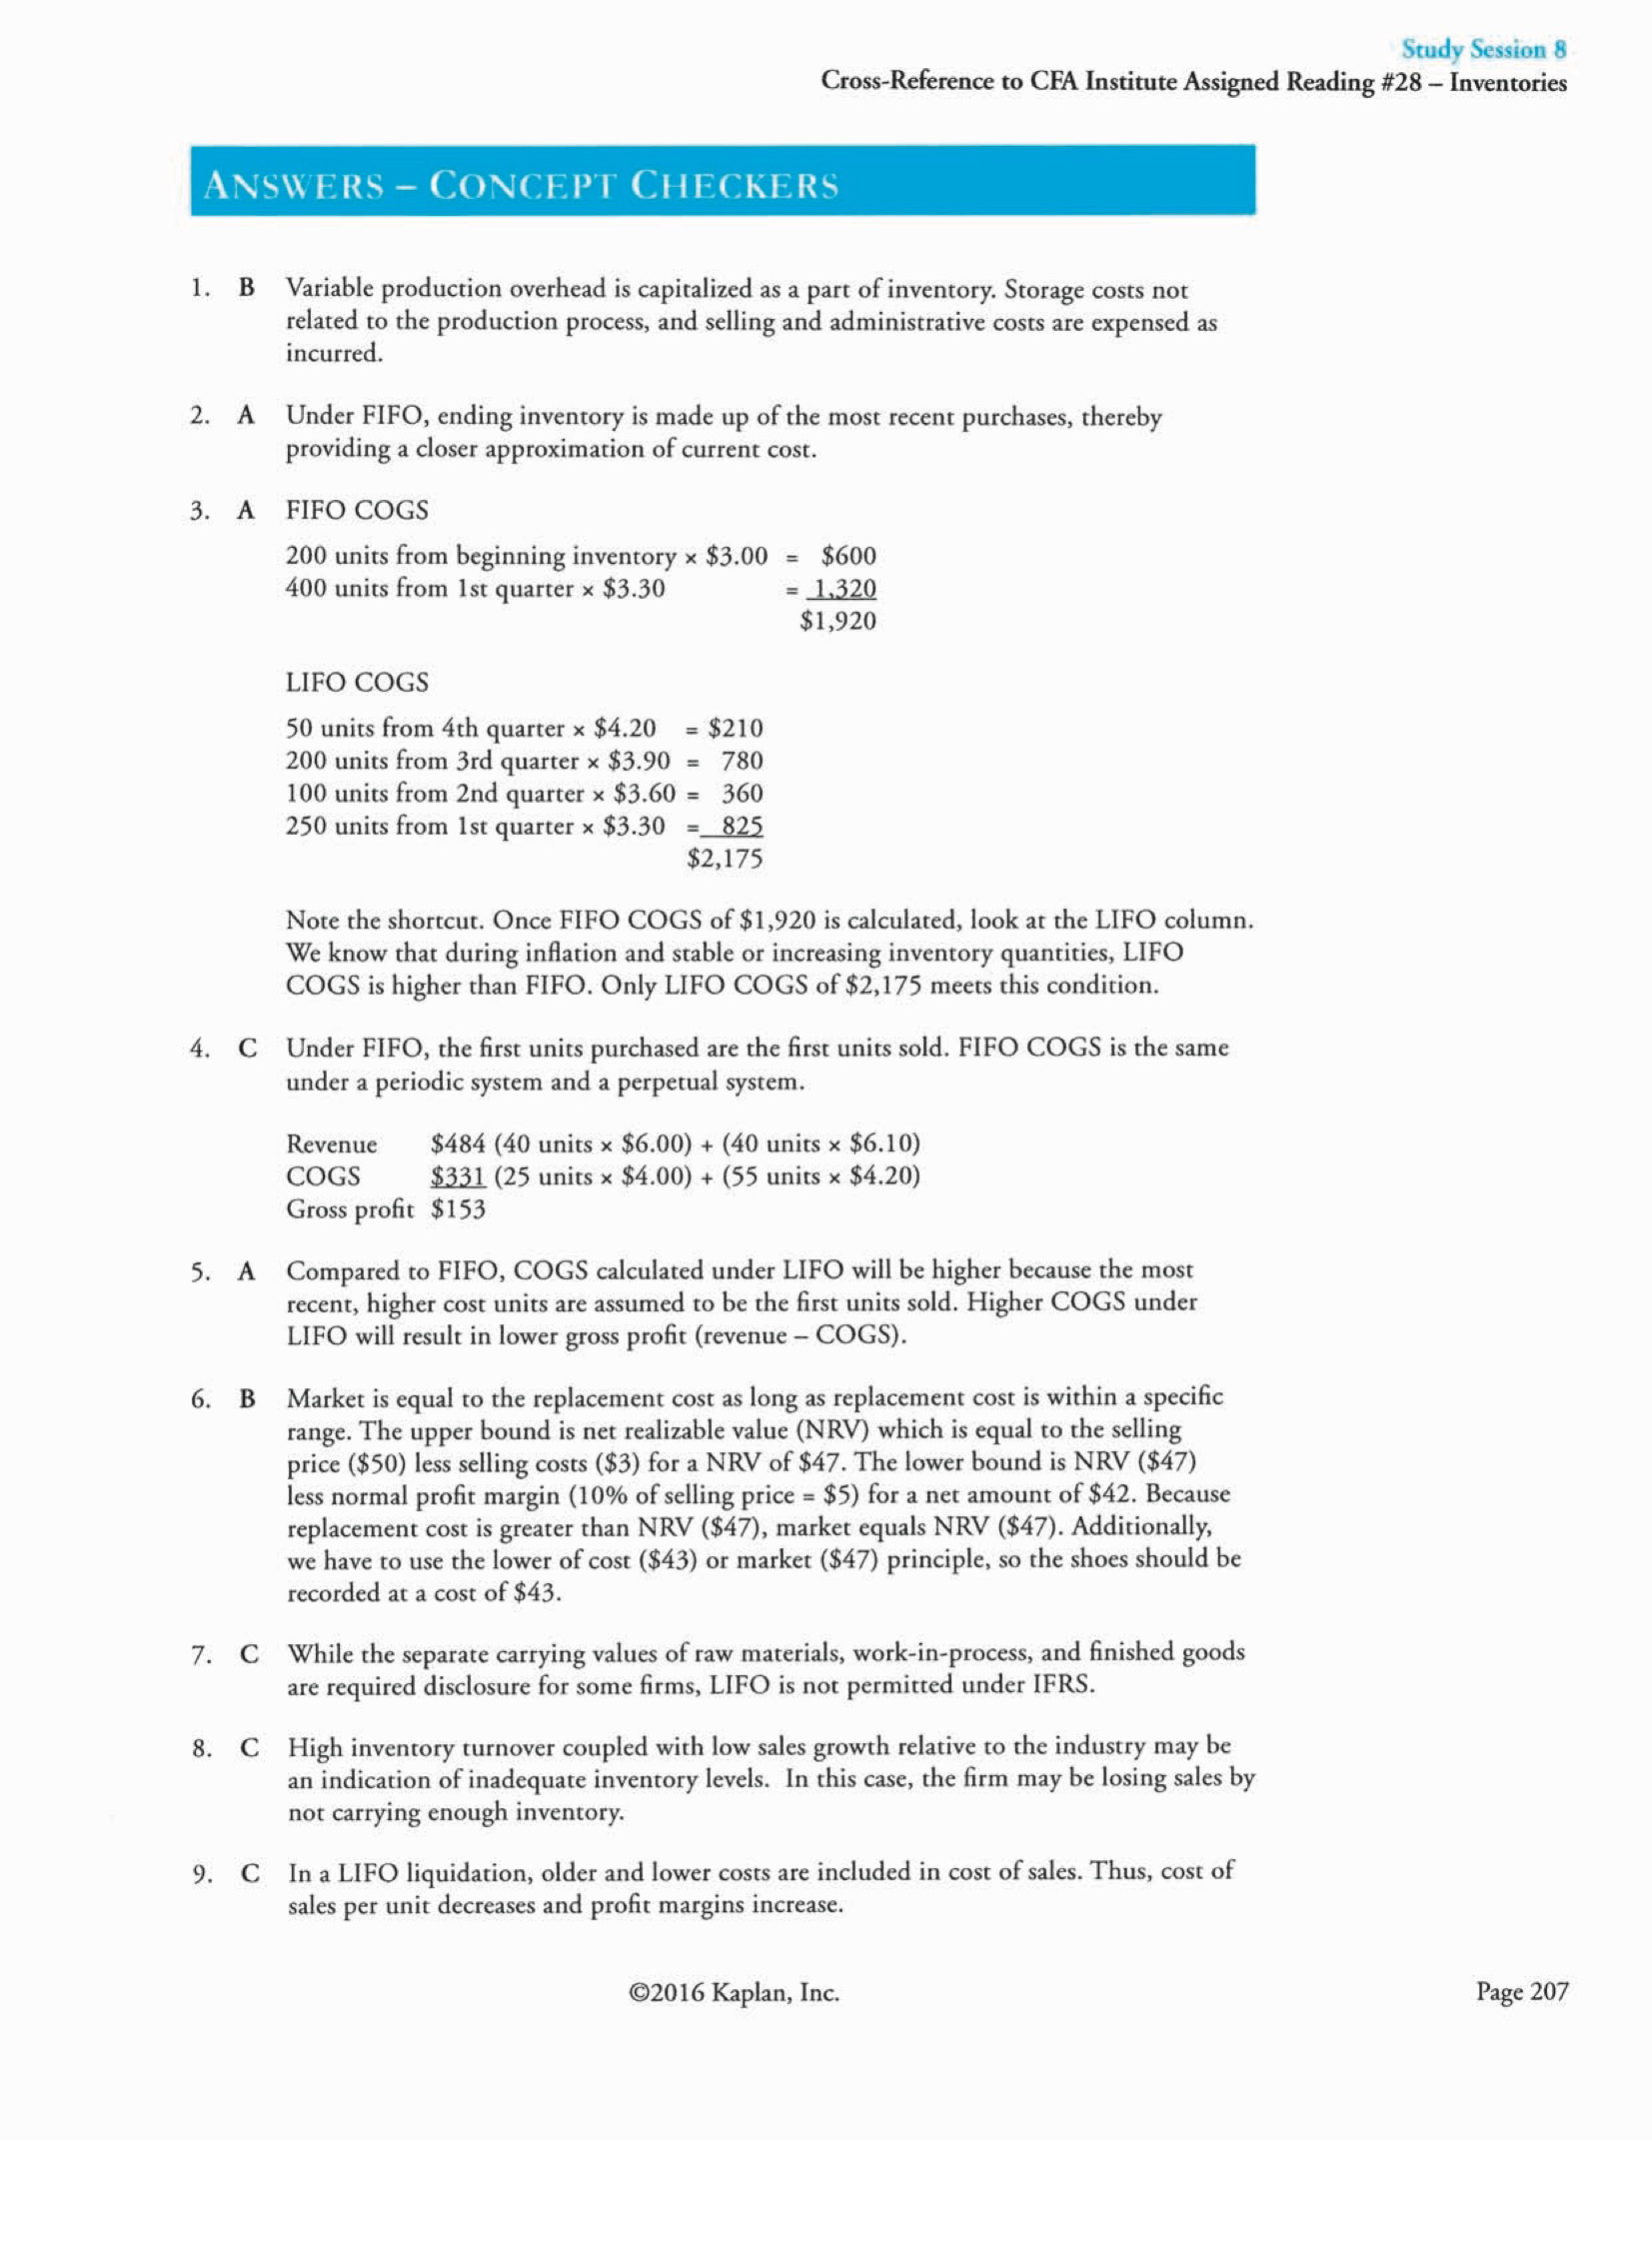 Study Session 8
Cross-Reference to CFA Institute Assigned Reading #28 – Inventories
ANSWERS – CONCEPT CHECKERS
1. B Variable production overhead is capitalized as a part of inventory. Storage costs not
related to the production process, and selling and administrative costs are expensed as
incurred.
2. A Under FIFO, ending inventory is made up of the most recent purchases, thereby
providing a closer approximation of current cost.
3. A FIFO COGS
200 units from beginning inventory × $3.00 = $600
400 units from 1st quarter × $3.30 = 1,320
$1,920
LIFO COGS
50 units from 4th quarter × $4.20 = $210
200 units from 3rd quarter × $3.90 = 780
100 units from 2nd quarter × $3.60 = 360
250 units from 1st quarter × $3.30 = 825
$2,175
Note the shortcut. Once FIFO COGS of $1,920 is calculated, look at the LIFO column.
We know that during inflation and stable or increasing inventory quantities, LIFO
COGS is higher than FIFO. Only LIFO COGS of $2,175 meets this condition.
4. C Under FIFO, the first units purchased are the first units sold. FIFO COGS is the same
under a periodic system and a perpetual system.
Revenue $484 (40 units × $6.00) + (40 units × $6.10)
COGS $331 (25 units × $4.00) + (55 units × $4.20)
Gross profit $153
5. A Compared to FIFO, COGS calculated under LIFO will be higher because the most
recent, higher cost units are assumed to be the first units sold. Higher COGS under
LIFO will result in lower gross profit (revenue – COGS).
6. B Market is equal to the replacement cost as long as replacement cost is within a specific
range. The upper bound is net realizable value (NRV) which is equal to the selling
price ($50) less selling costs ($3) for a NRV of $47. The lower bound is NRV ($47)
less normal profit margin (10% of selling price = $5) for a net amount of $42. Because
replacement cost is greater than NRV ($47), market equals NRV ($47). Additionally,
we have to use the lower of cost ($43) or market ($47) principle, so the shoes should be
recorded at a cost of $43.
7. C While the separate carrying values of raw materials, work-in-process, and finished goods
are required disclosure for some firms, LIFO is not permitted under IFRS.
8. C High inventory turnover coupled with low sales growth relative to the industry may be
an indication of inadequate inventory levels. In this case, the firm may be losing sales by
not carrying enough inventory.
9. C In a LIFO liquidation, older and lower costs are included in cost of sales. Thus, cost of
sales per unit decreases and profit margins increase.
©2016 Kaplan, Inc. Page 207